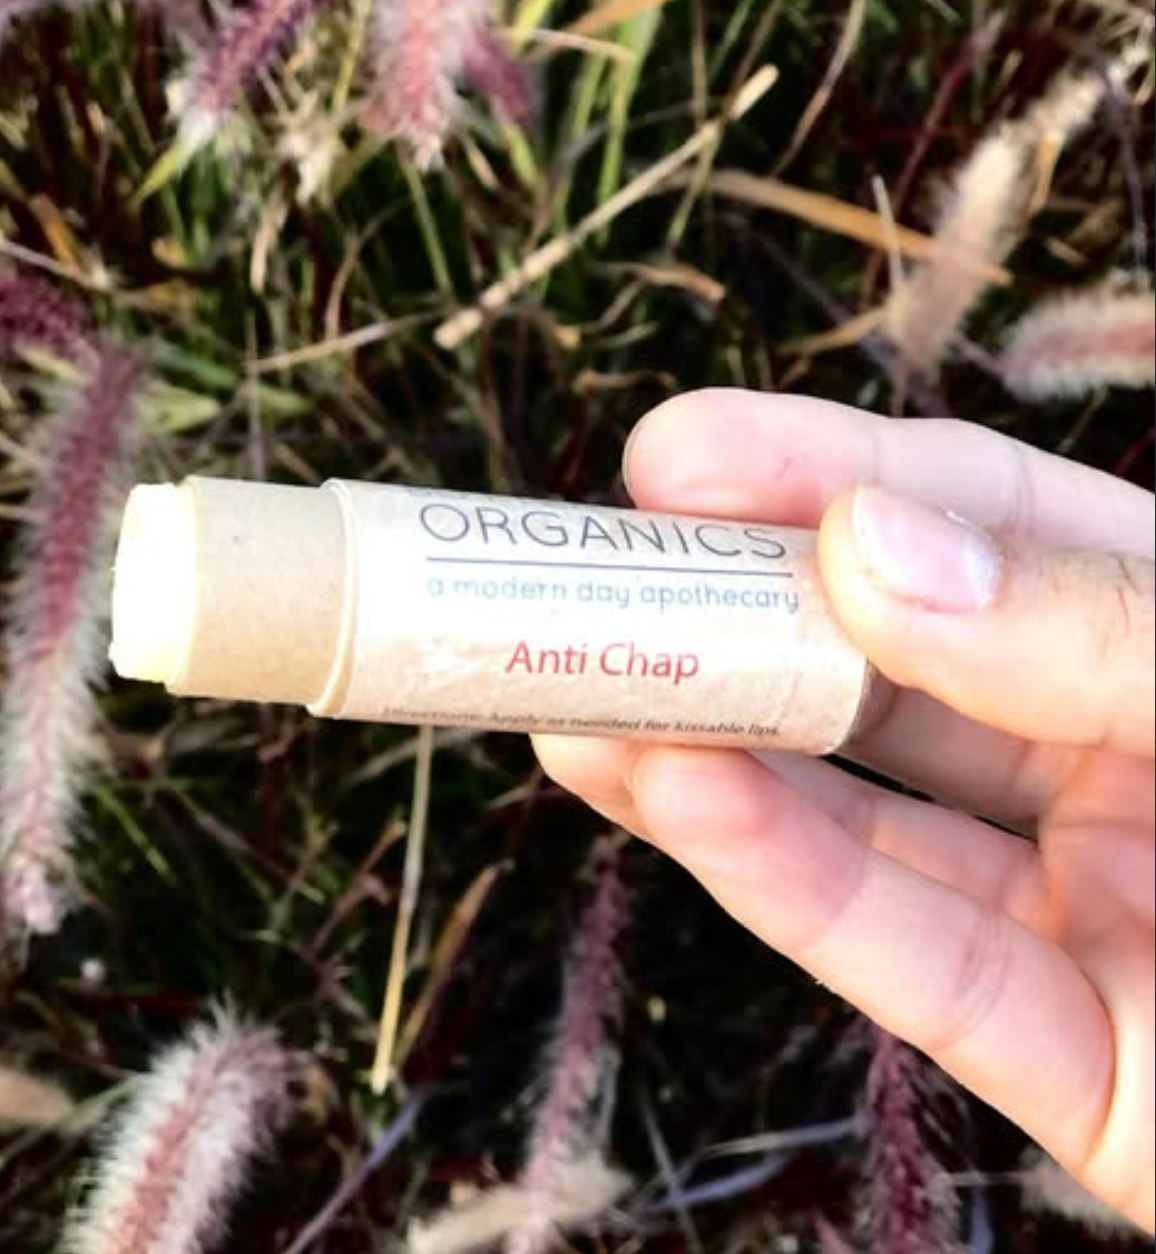 ORGANICS
a modern day apothecary
Anti Chap
Directions: Apply as needed for kissable lips.